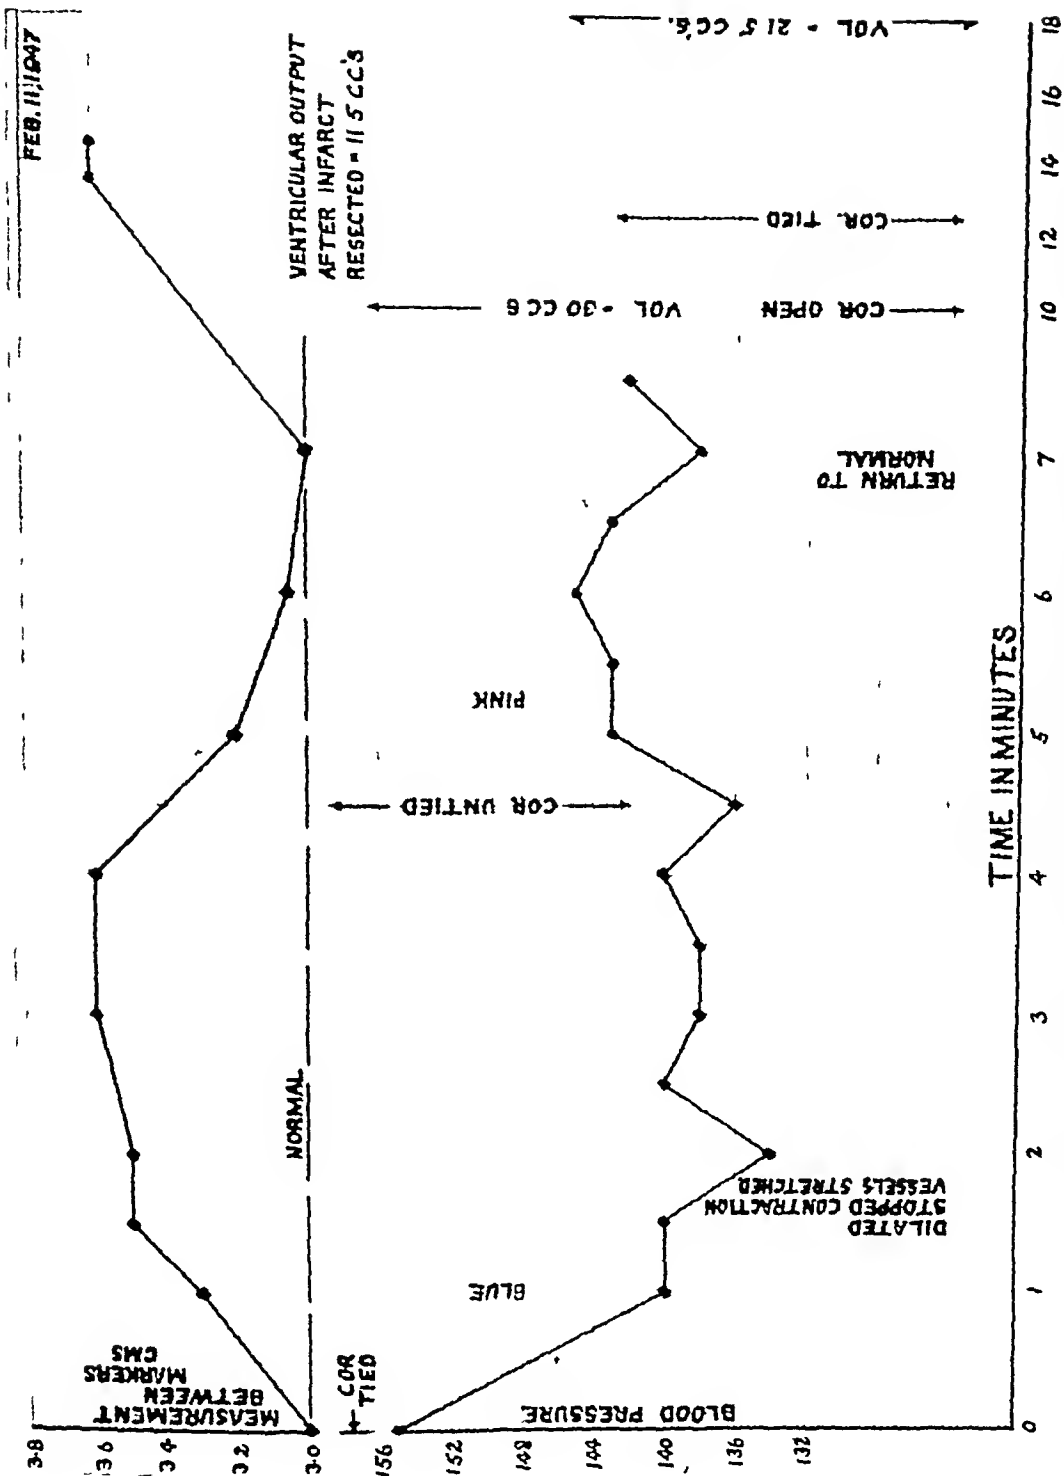 FEB. 11, 1947
MEASUREMENT
BETWEEN
MARKERS
CMS
3-8
3-6
3-4
3-2
3-0
NORMAL
VENTRICULAR OUTPUT
AFTER INFARCT
RESECTED = 11 5 CC'S
COR
TIED
156
152
148
144
140
136
132
BLOOD PRESSURE
BLUE
DILATED
STOPPED CONTRACTION
VESSELS STRETCHED
COR UNTIED
PINK
RETURN TO
NORMAL
COR OPEN
VOL - 30 CC S
COR. TIED
VOL - 21 5 CC'S.
0
1
2
3
4
5
6
7
10
12
14
16
18
TIME IN MINUTES